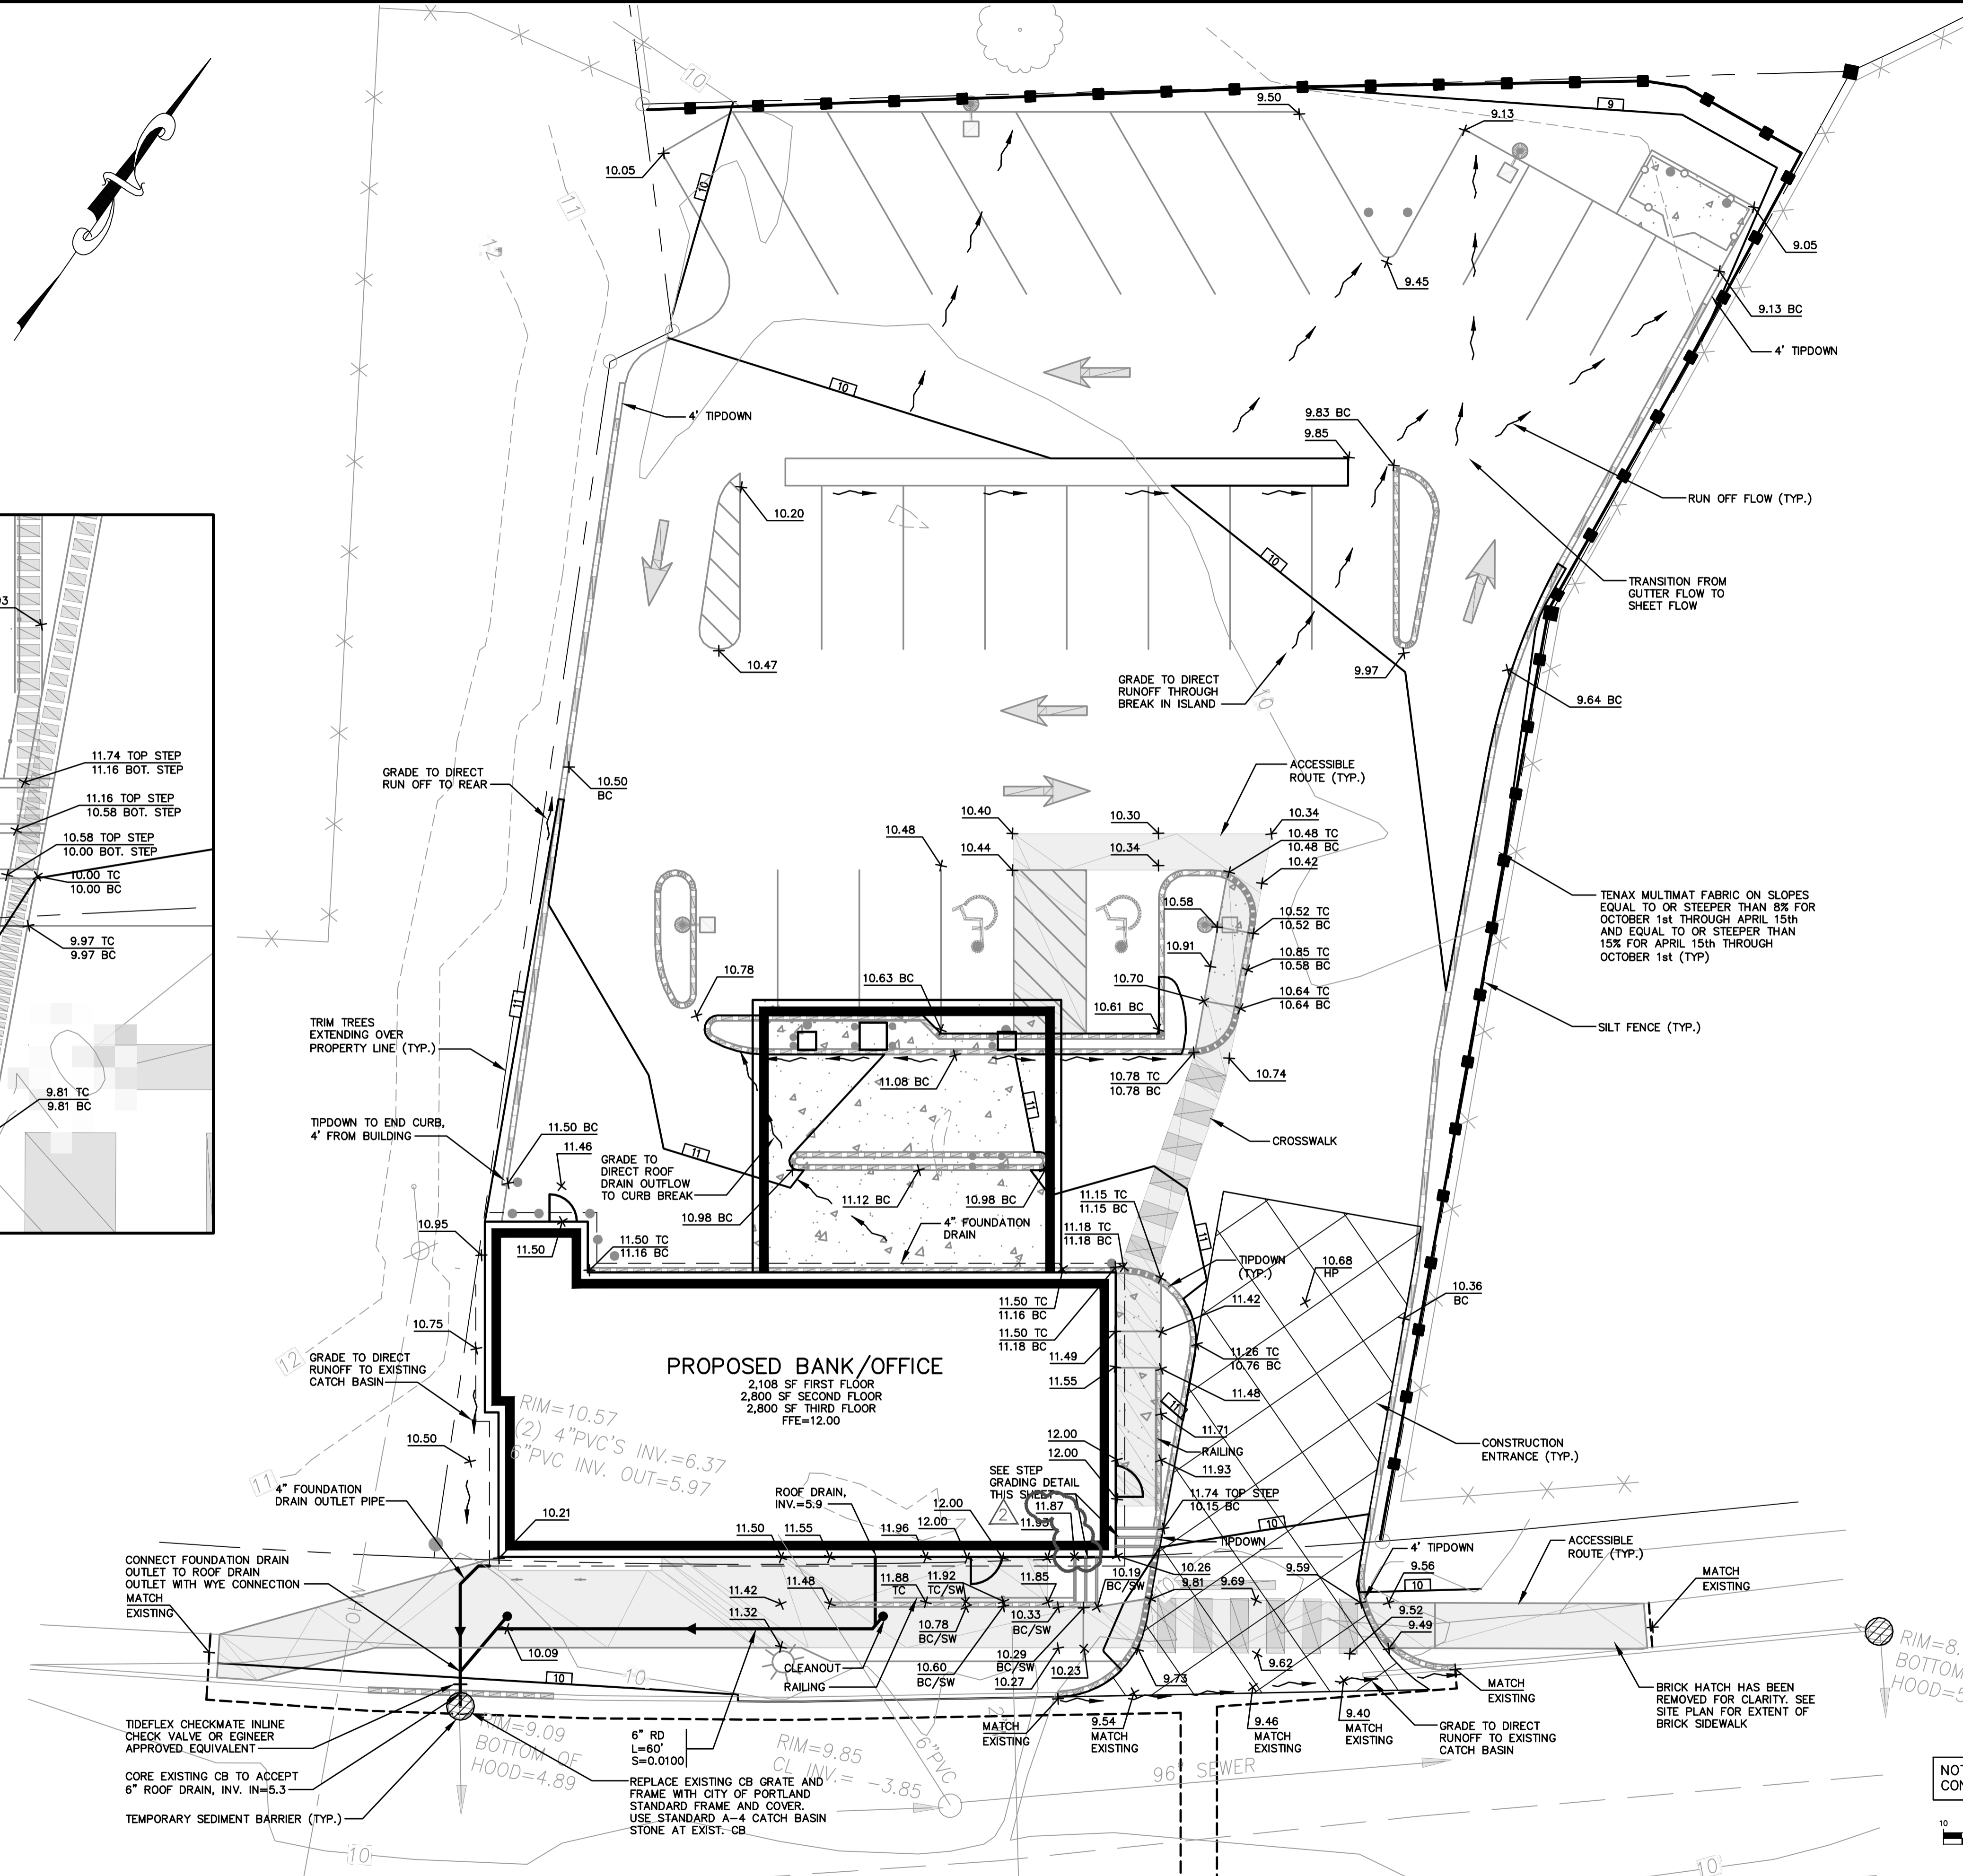 10
9.50
9
9.13
10.05
10
11
12
9.05
9.45
9.13 BC
4' TIPDOWN
10
4' TIPDOWN
9.83 BC
9.85
10.20
RUN OFF FLOW (TYP.)
10
TRANSITION FROM
GUTTER FLOW TO
SHEET FLOW
10.47
GRADE TO DIRECT
RUNOFF THROUGH
BREAK IN ISLAND
9.97
10
9.64 BC
11.74 TOP STEP
11.16 BOT. STEP
11.16 TOP STEP
10.58 BOT. STEP
10.58 TOP STEP
10.00 BOT. STEP
10.00 TC
10.00 BC
9.97 TC
9.97 BC
9.81 TC
9.81 BC
GRADE TO DIRECT
RUN OFF TO REAR
10.50
BC
ACCESSIBLE
ROUTE (TYP.)
10.40
10.30
10.34
10.48
10.48 TC
10.48 BC
10.44
10.34
10.42
10.58
10.52 TC
10.52 BC
TENAX MULTIMAT FABRIC ON SLOPES
EQUAL TO OR STEEPER THAN 8% FOR
OCTOBER 1st THROUGH APRIL 15th
AND EQUAL TO OR STEEPER THAN
15% FOR APRIL 15th THROUGH
OCTOBER 1st (TYP)
10.91
10.85 TC
10.58 BC
10.78
10.63 BC
10.70
10.64 TC
10.64 BC
11
10.61 BC
SILT FENCE (TYP.)
TRIM TREES
EXTENDING OVER
PROPERTY LINE (TYP.)
11.08 BC
10.78 TC
10.78 BC
10.74
11
TIPDOWN TO END CURB,
4' FROM BUILDING
11.50 BC
11.46
CROSSWALK
11
GRADE TO
DIRECT ROOF
DRAIN OUTFLOW
TO CURB BREAK
11.12 BC
10.98 BC
11.15 TC
11.15 BC
10.98 BC
4" FOUNDATION
DRAIN
11.18 TC
11.18 BC
11
10.95
11.50
11.50 TC
11.16 BC
TIPDOWN
(TYP.)
10.68
HP
11.50 TC
11.16 BC
11.42
10.36
BC
10.75
11.50 TC
11.18 BC
12
GRADE TO DIRECT
RUNOFF TO EXISTING
CATCH BASIN
PROPOSED BANK/OFFICE
2,108 SF FIRST FLOOR
2,800 SF SECOND FLOOR
2,800 SF THIRD FLOOR
FFE=12.00
11.49
11.26 TC
10.76 BC
11.55
11.48
RIM=10.57
(2) 4"PVC'S INV.=6.37
6"PVC INV. OUT=5.97
11
11.71
10.50
12.00
12.00
RAILING
11.93
CONSTRUCTION
ENTRANCE (TYP.)
11
4" FOUNDATION
DRAIN OUTLET PIPE
SEE STEP
GRADING DETAIL
THIS SHEET
2
ROOF DRAIN,
INV.=5.9
11.87
11.74 TOP STEP
10.15 BC
10.21
12.00
12.00
11.93
10
11.50
11.55
11.96
TIPDOWN
ACCESSIBLE
ROUTE (TYP.)
4' TIPDOWN
CONNECT FOUNDATION DRAIN
OUTLET TO ROOF DRAIN
OUTLET WITH WYE CONNECTION
MATCH
EXISTING
11.42
11.48
11.88
TC
11.92
TC/SW
11.85
10.19
BC/SW
10.26
9.81
9.69
9.59
9.56
10
MATCH
EXISTING
11.32
10.78
BC/SW
10.33
BC/SW
9.52
9.49
10.09
CLEANOUT
RAILING
10.60
BC/SW
10.29
BC/SW
10.27
10.23
9.73
9.62
10
10
MATCH
EXISTING
RIM=8.
BOTTOM
HOOD=5
BRICK HATCH HAS BEEN
REMOVED FOR CLARITY. SEE
SITE PLAN FOR EXTENT OF
BRICK SIDEWALK
TIDEFLEX CHECKMATE INLINE
CHECK VALVE OR EGINEER
APPROVED EQUIVALENT
RIM=9.09
BOTTOM OF
HOOD=4.89
6" RD
L=60'
S=0.0100
RIM=9.85
CL INV.= -3.85
6"PVC
MATCH
EXISTING
9.54
MATCH
EXISTING
9.46
MATCH
EXISTING
9.40
MATCH
EXISTING
GRADE TO DIRECT
RUNOFF TO EXISTING
CATCH BASIN
96" SEWER
CORE EXISTING CB TO ACCEPT
6" ROOF DRAIN, INV. IN=5.3
TEMPORARY SEDIMENT BARRIER (TYP.)
REPLACE EXISTING CB GRATE AND
FRAME WITH CITY OF PORTLAND
STANDARD FRAME AND COVER.
USE STANDARD A-4 CATCH BASIN
STONE AT EXIST. CB
10
10
10